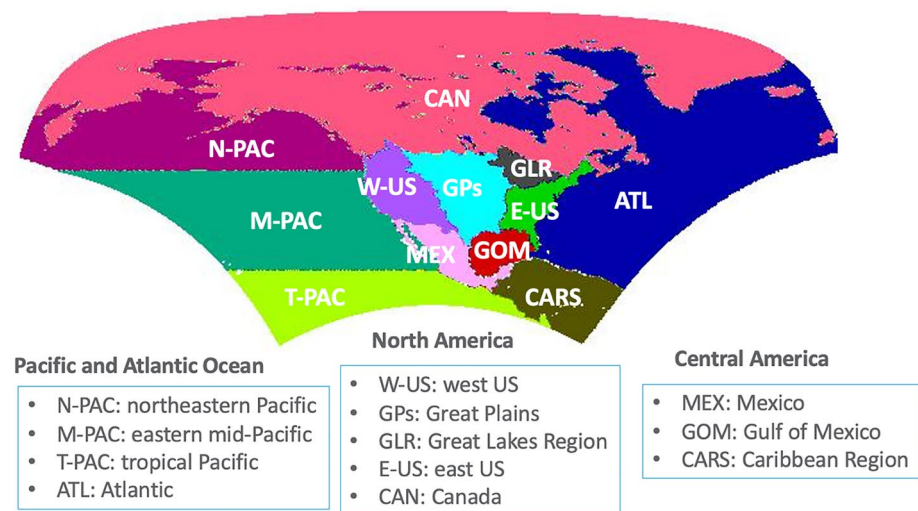 CAN
N-PAC
GLR
W-US
GPs
ATL
E-US
M-PAC
MEX
GOM
T-PAC
CARS
Pacific and Atlantic Ocean
• N-PAC: northeastern Pacific
• M-PAC: eastern mid-Pacific
• T-PAC: tropical Pacific
• ATL: Atlantic
North America
• W-US: west US
• GPs: Great Plains
• GLR: Great Lakes Region
• E-US: east US
• CAN: Canada
Central America
• MEX: Mexico
• GOM: Gulf of Mexico
• CARS: Caribbean Region